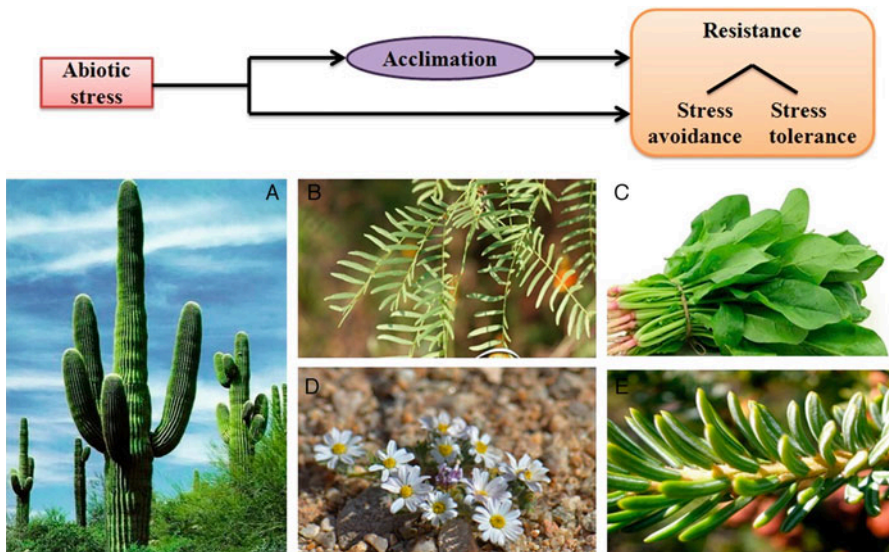 Abiotic
stress
Acclimation
Resistance
Stress
avoidance
Stress
tolerance
A
B
C
D
E